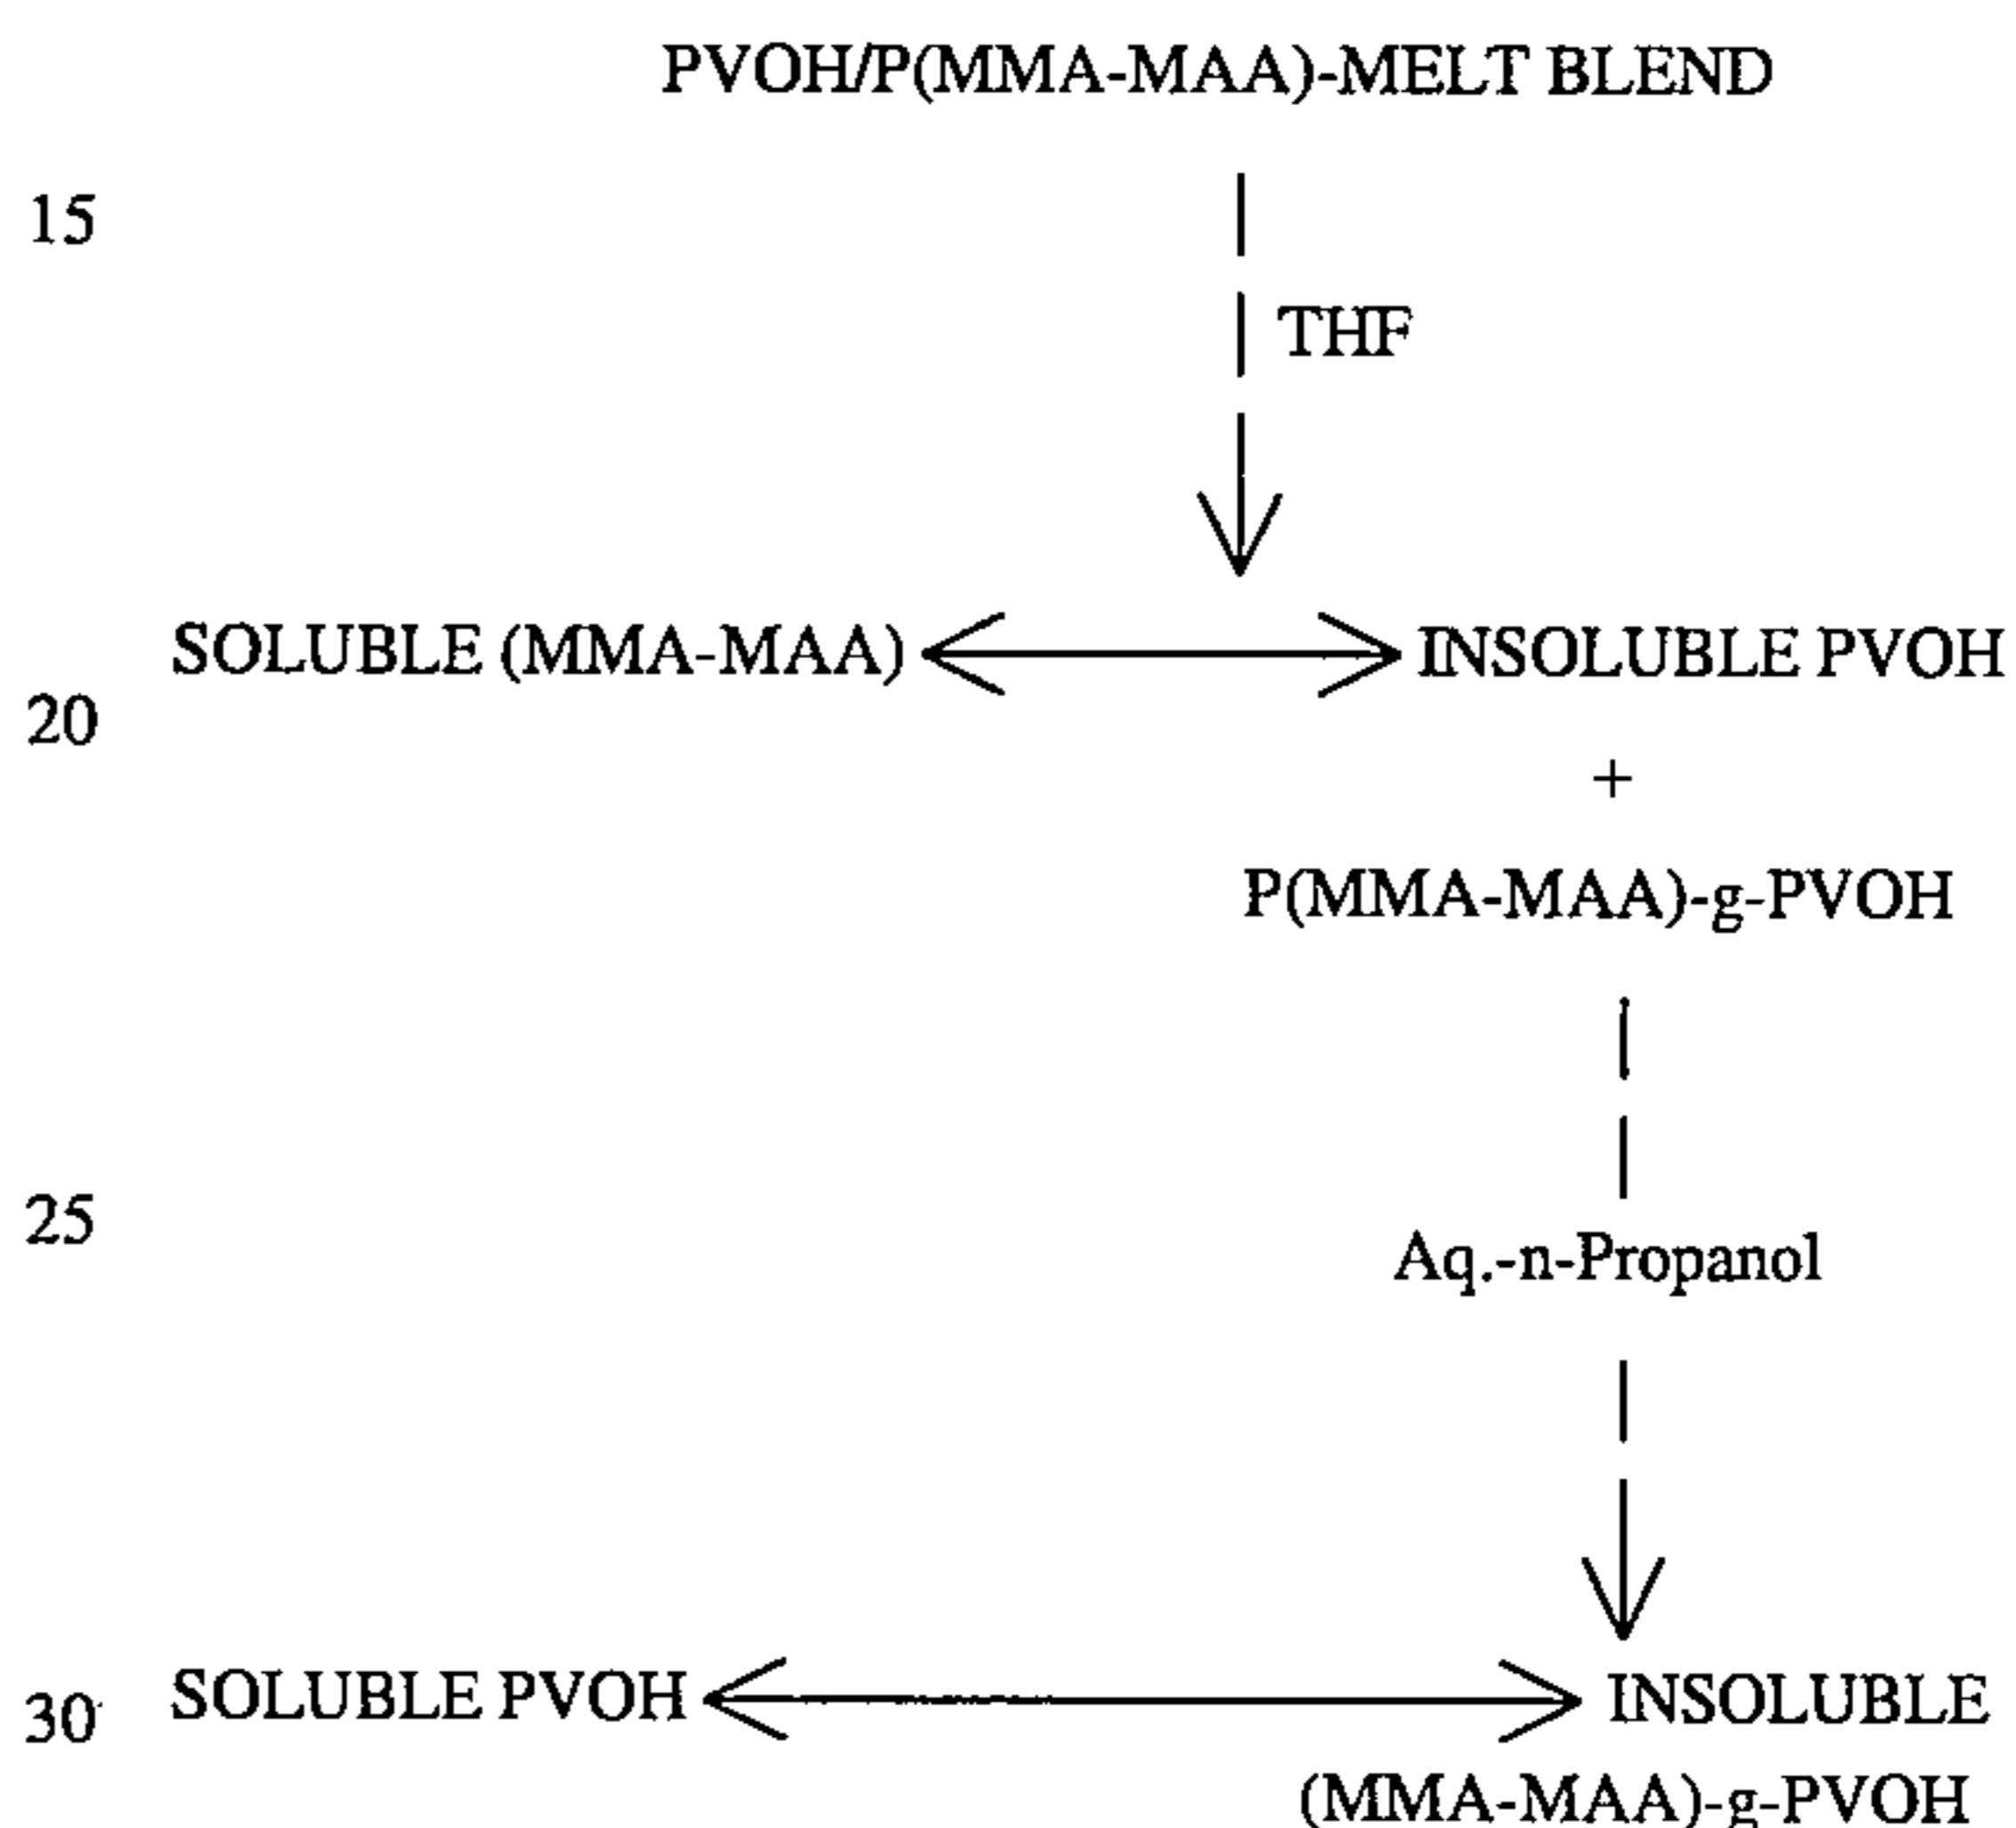 PVOH/P(MMA-MAA)-MELT BLEND
15
THF
SOLUBLE (MMA-MAA) INSOLUBLE PVOH
20
+
P(MMA-MAA)-g-PVOH
25
Aq.-n-Propanol
30 SOLUBLE PVOH INSOLUBLE
(MMA-MAA)-g-PVOH